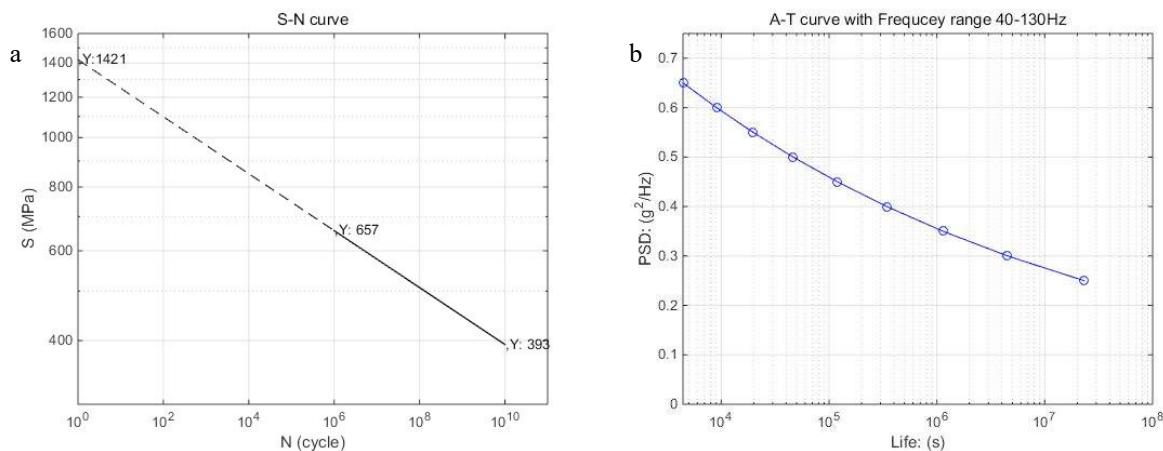 a
S-N curve
1600
1400
1200
1000
800
600
400
Y:1421
Y: 657
Y: 393
S (MPa)
10^0
10^2
10^4
10^6
10^8
10^10
N (cycle)
b
A-T curve with Frequcey range 40-130Hz
0.7
0.6
0.5
0.4
0.3
0.2
0.1
0
PSD: (g^2/Hz)
10^4
10^5
10^6
10^7
10^8
Life: (s)